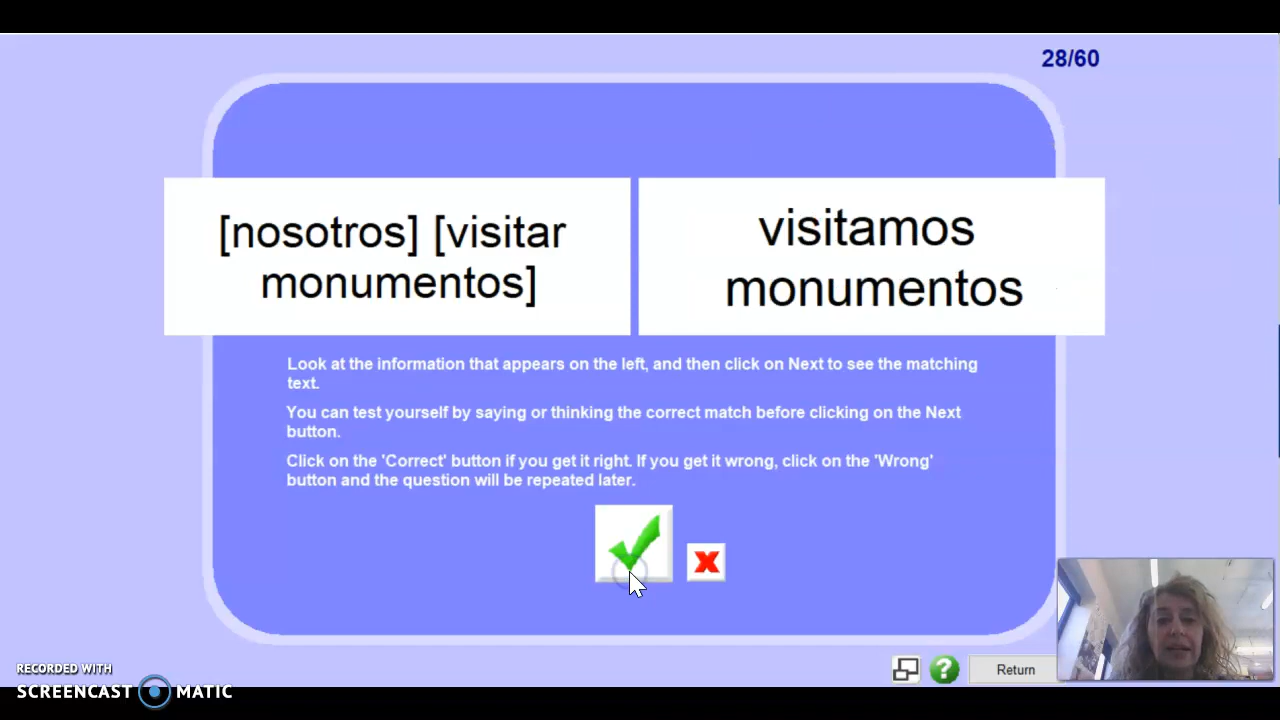 28/60
[nosotros] [visitar
monumentos]
visitamos
monumentos
Look at the information that appears on the left, and then click on Next to see the matching
text.
You can test yourself by saying or thinking the correct match before clicking on the Next
button.
Click on the 'Correct' button if you get it right. If you get it wrong, click on the 'Wrong'
button and the question will be repeated later.
? Return
RECORDED WITH
SCREENCAST MATIC